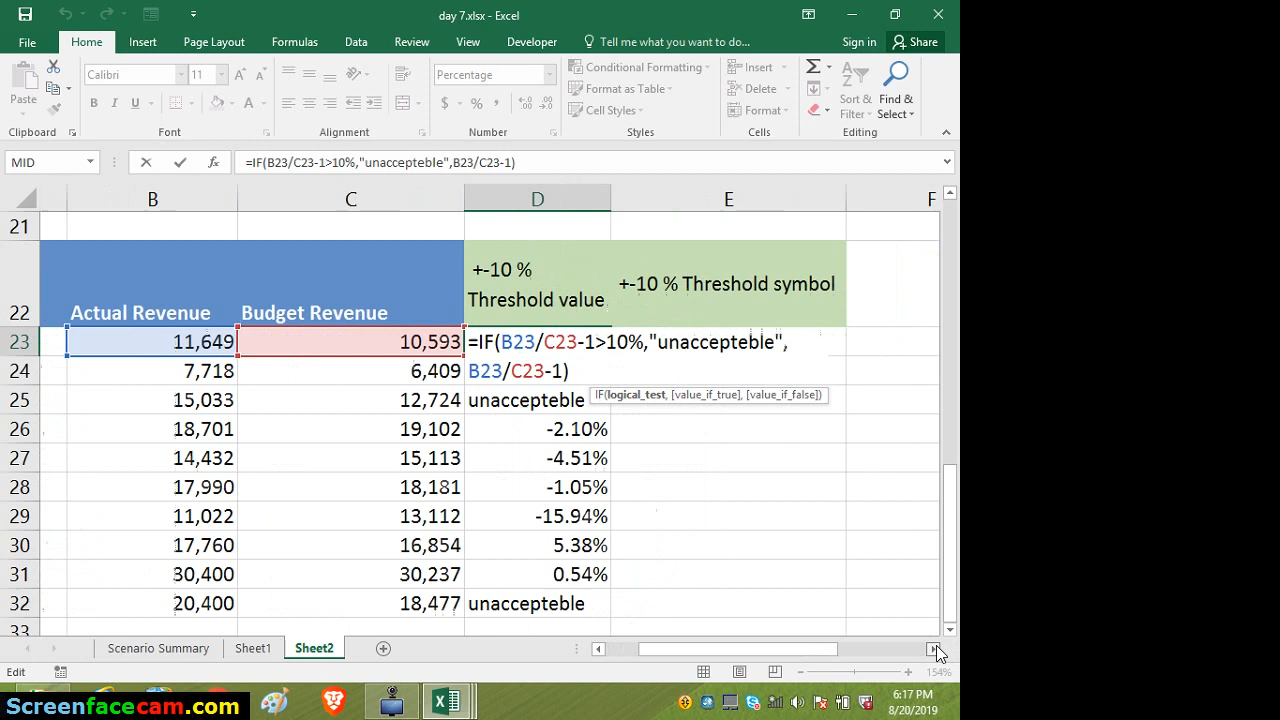 day 7.xlsx - Excel
File Home Insert Page Layout Formulas Data Review View Developer Tell me what you want to do... Sign in Share
Calibri 11 Percentage Conditional Formatting Insert
Paste Format as Table Delete Sort & Find &
B I U $ % Cell Styles Format Filter Select
Clipboard Font Alignment Number Styles Cells Editing
MID fx =IF(B23/C23-1>10%,"unaccepteble",B23/C23-1)
B C D E F
21
+-10 %
22 Actual Revenue Budget Revenue Threshold value +-10 % Threshold symbol
23 11,649 10,593 =IF(B23/C23-1>10%,"unaccepteble",
24 7,718 6,409 B23/C23-1)
25 15,033 12,724 unaccepteble IF(logical_test, [value_if_true], [value_if_false])
26 18,701 19,102 -2.10%
27 14,432 15,113 -4.51%
28 17,990 18,181 -1.05%
29 11,022 13,112 -15.94%
30 17,760 16,854 5.38%
31 30,400 30,237 0.54%
32 20,400 18,477 unaccepteble
33
Scenario Summary Sheet1 Sheet2
Edit 154%
Screenfacecam.com 6:17 PM
8/20/2019